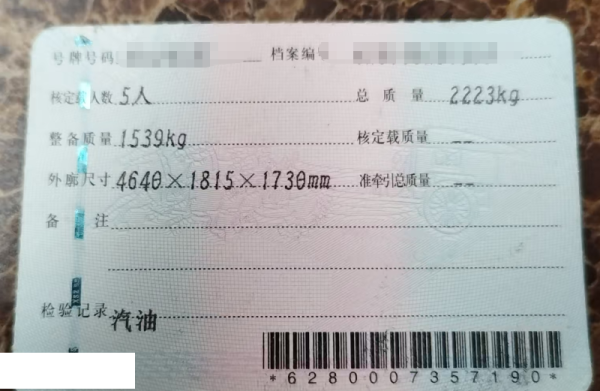 号牌号码 档案编号
核定载人数 5人 总质量 2223kg
整备质量 1539kg 核定载质量 --
外廓尺寸 4640×1815×1730mm 准牵引总质量 --
备注
检验记录 汽油
*6280007357190*